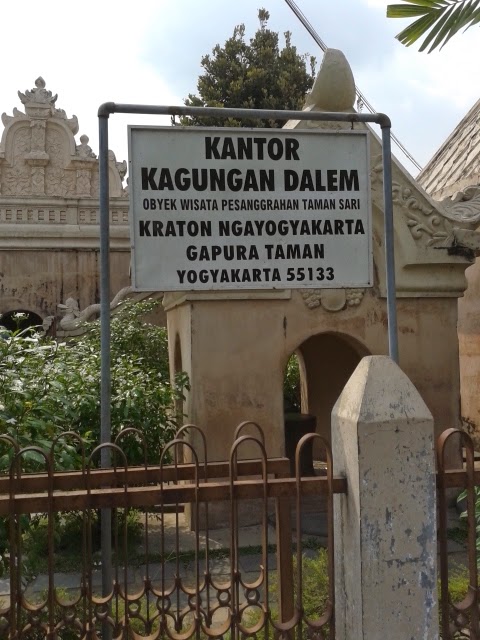 KANTOR
KAGUNGAN DALEM
OBYEK WISATA PESANGGRAHAN TAMAN SARI
KRATON NGAYOGYAKARTA
GAPURA TAMAN
YOGYAKARTA 55133